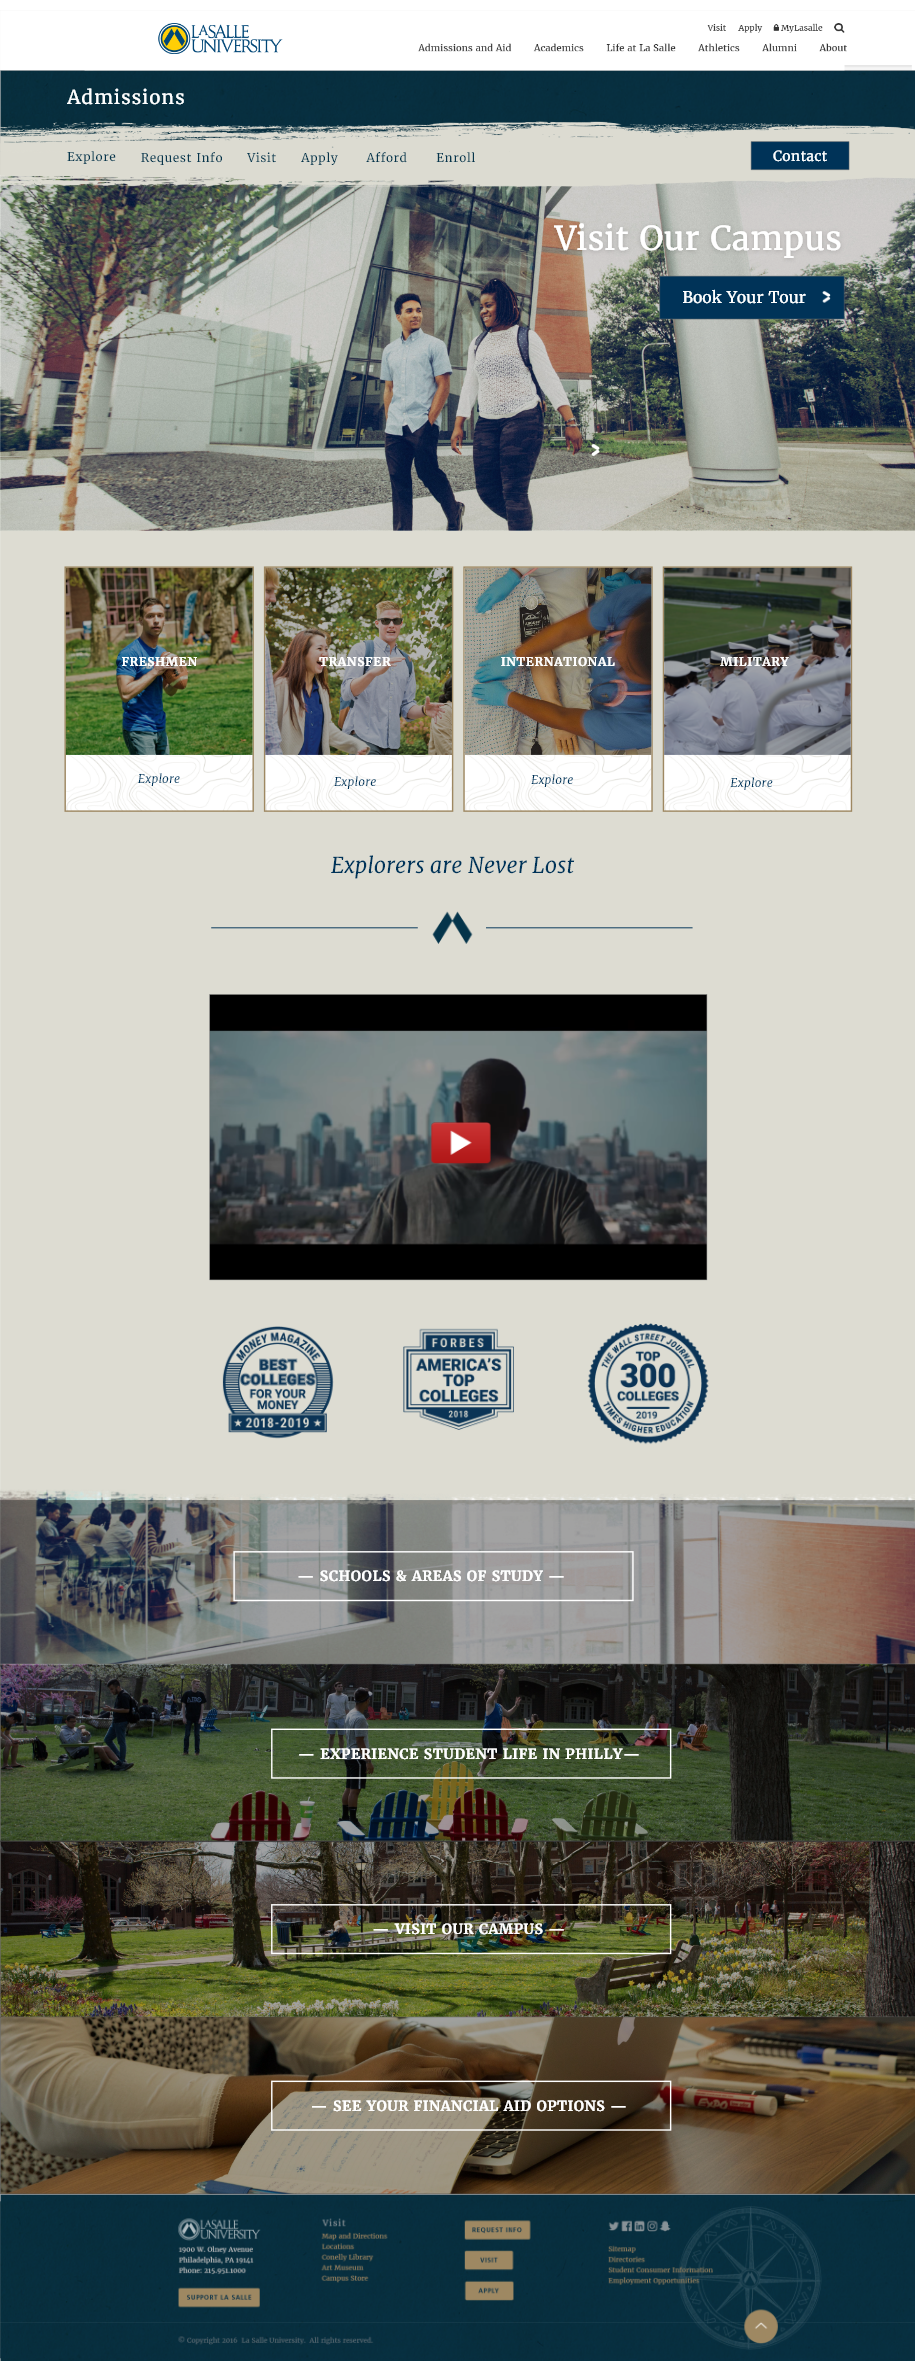 LASALLE
UNIVERSITY
Visit Apply MyLasalle
Admissions and Aid Academics Life at La Salle Athletics Alumni About
Admissions
Explore Request Info Visit Apply Afford Enroll Contact
Visit Our Campus
Book Your Tour
FRESHMEN TRANSFER INTERNATIONAL MILITARY
Explore Explore Explore Explore
Explorers are Never Lost
MONEY MAGAZINE
BEST
COLLEGES
FOR YOUR
MONEY
★ 2018-2019 ★
FORBES
AMERICA'S
TOP
COLLEGES
2018
THE WALL STREET JOURNAL
TOP
300
COLLEGES
2019
TIMES HIGHER EDUCATION
— SCHOOLS & AREAS OF STUDY —
— EXPERIENCE STUDENT LIFE IN PHILLY—
— VISIT OUR CAMPUS —
— SEE YOUR FINANCIAL AID OPTIONS —
EXPO
LASALLE
UNIVERSITY
1900 W. Olney Avenue
Philadelphia, PA 19141
Phone: 215.951.1000
SUPPORT LA SALLE
Visit
Map and Directions
Locations
Conelly Library
Art Museum
Campus Store
REQUEST INFO
VISIT
APPLY
Sitemap
Directories
Student Consumer Information
Employment Opportunities
© Copyright 2016 La Salle University. All rights reserved.